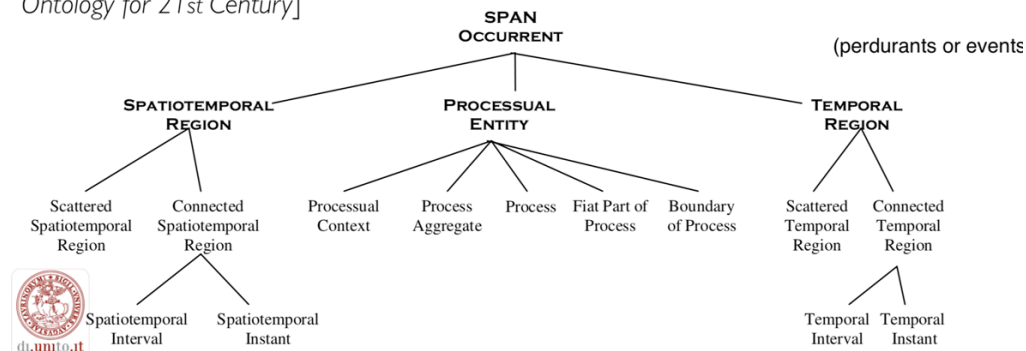 Ontology for 21st Century]
SPAN
OCCURRENT
(perdurants or events
SPATIOTEMPORAL
REGION
PROCESSUAL
ENTITY
TEMPORAL
REGION
Scattered
Spatiotemporal
Region
Connected
Spatiotemporal
Region
Processual
Context
Process
Aggregate
Process
Fiat Part of
Process
Boundary
of Process
Scattered
Temporal
Region
Connected
Temporal
Region
Spatiotemporal
Interval
Spatiotemporal
Instant
Temporal
Interval
Temporal
Instant
di.unito.it